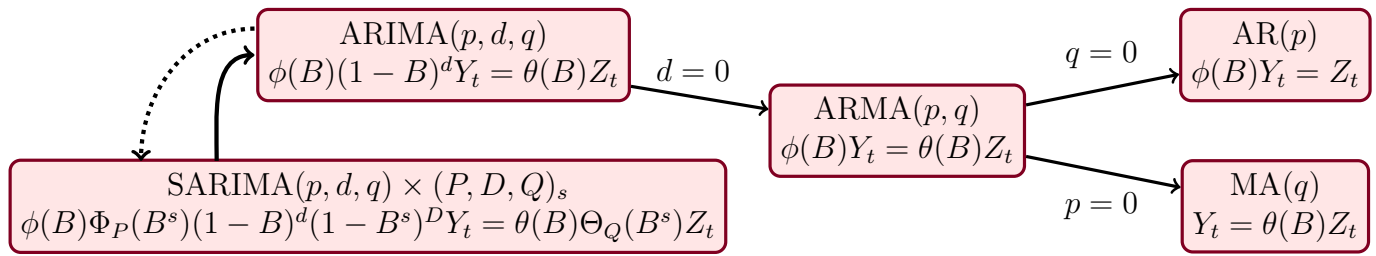 ARIMA(p, d, q)
ϕ(B)(1 − B)^d Y_t = θ(B)Z_t
d = 0
ARMA(p, q)
ϕ(B)Y_t = θ(B)Z_t
q = 0
AR(p)
ϕ(B)Y_t = Z_t
p = 0
MA(q)
Y_t = θ(B)Z_t
SARIMA(p, d, q) × (P, D, Q)_s
ϕ(B)Φ_P(B^s)(1 − B)^d(1 − B^s)^D Y_t = θ(B)Θ_Q(B^s)Z_t